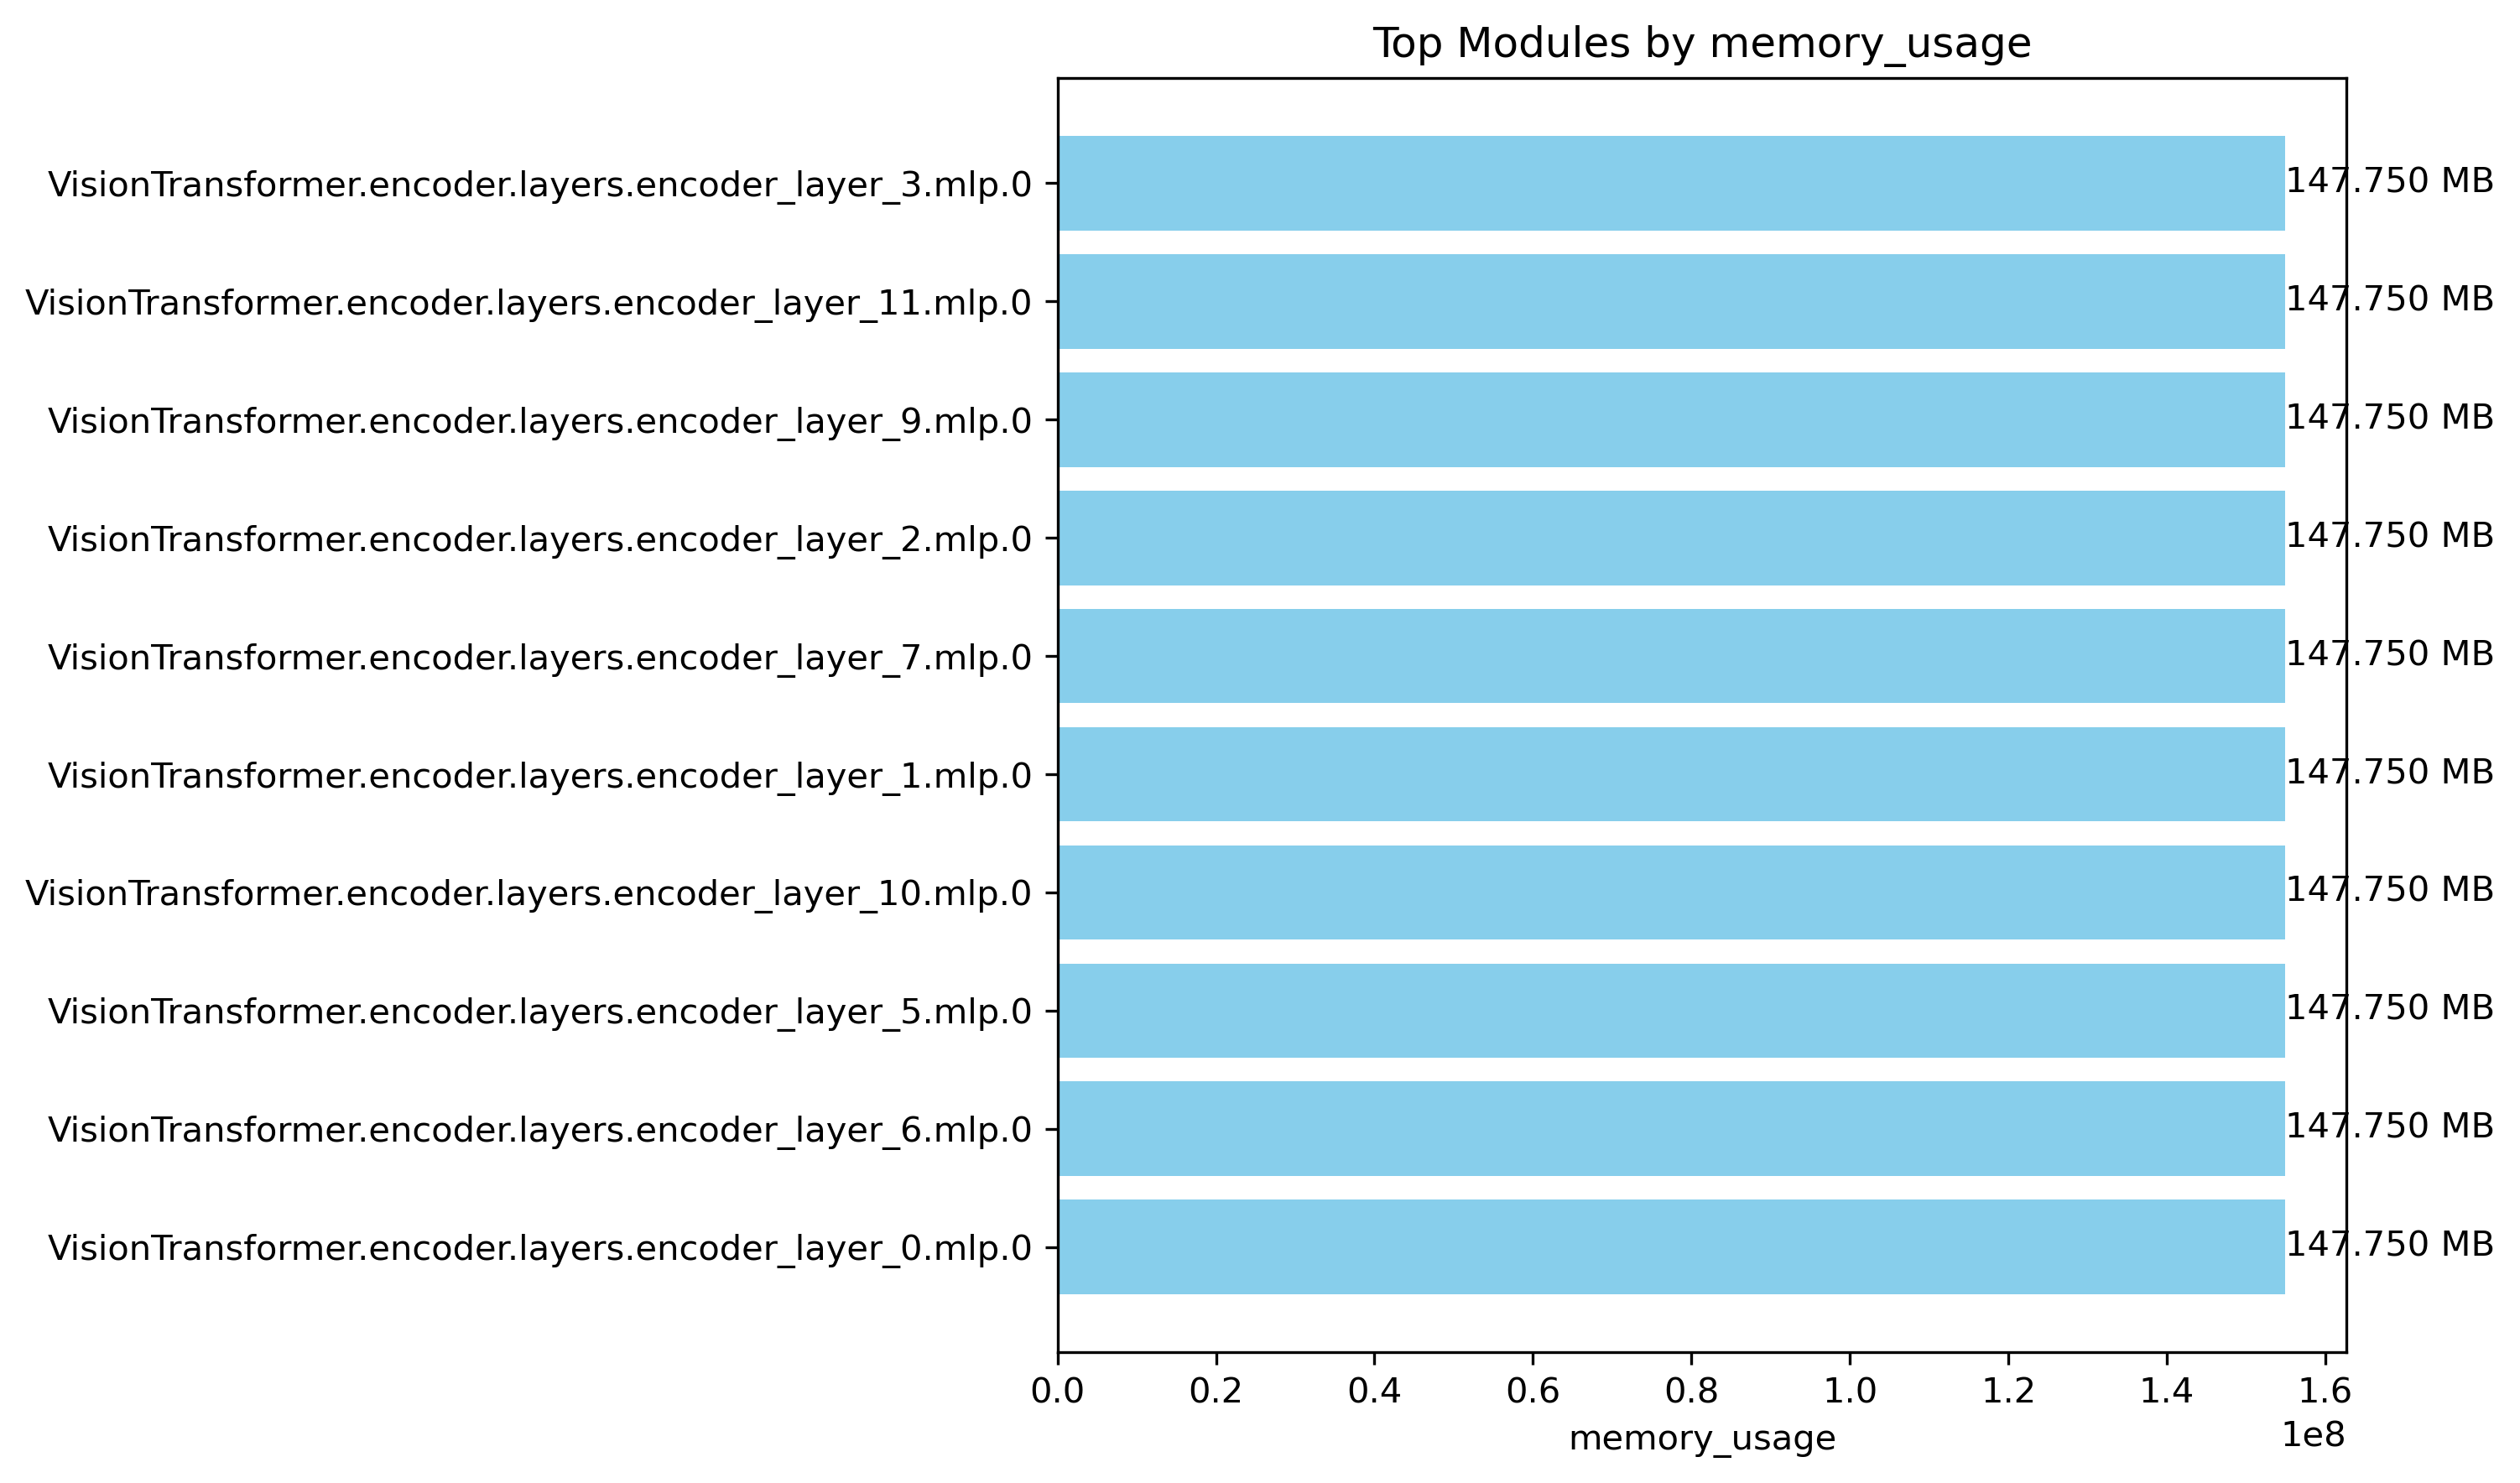 Top Modules by memory_usage
VisionTransformer.encoder.layers.encoder_layer_3.mlp.0 147.750 MB
VisionTransformer.encoder.layers.encoder_layer_11.mlp.0 147.750 MB
VisionTransformer.encoder.layers.encoder_layer_9.mlp.0 147.750 MB
VisionTransformer.encoder.layers.encoder_layer_2.mlp.0 147.750 MB
VisionTransformer.encoder.layers.encoder_layer_7.mlp.0 147.750 MB
VisionTransformer.encoder.layers.encoder_layer_1.mlp.0 147.750 MB
VisionTransformer.encoder.layers.encoder_layer_10.mlp.0 147.750 MB
VisionTransformer.encoder.layers.encoder_layer_5.mlp.0 147.750 MB
VisionTransformer.encoder.layers.encoder_layer_6.mlp.0 147.750 MB
VisionTransformer.encoder.layers.encoder_layer_0.mlp.0 147.750 MB
0.0 0.2 0.4 0.6 0.8 1.0 1.2 1.4 1.6
1e8
memory_usage